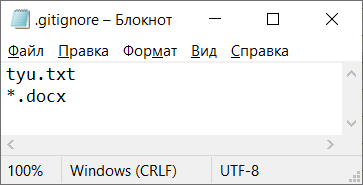 .gitignore – Блокнот
Файл Правка Формат Вид Справка
tyu.txt
*.docx
100% Windows (CRLF) UTF-8